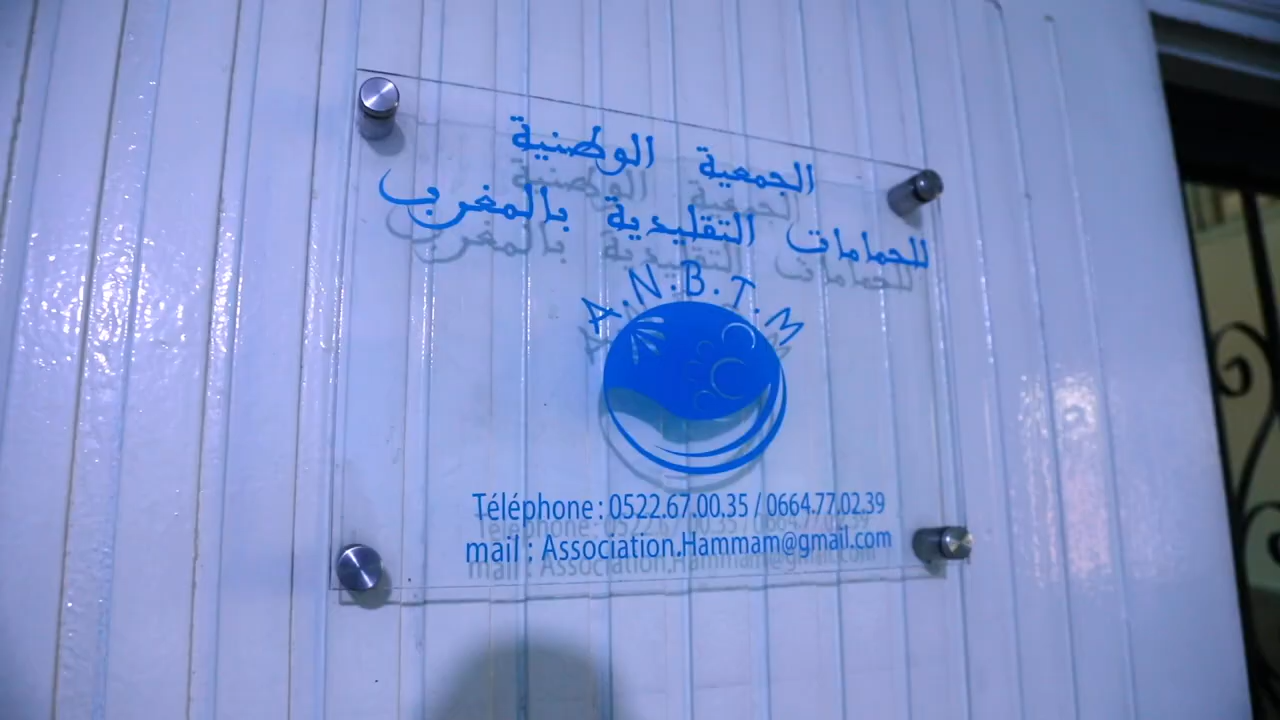 الجمعية الوطنية
للحمامات التقليدية بالمغرب
A.N.B.T.M
Téléphone : 0522.67.00.35 / 0664.77.02.39
mail : Association.Hammam@gmail.com